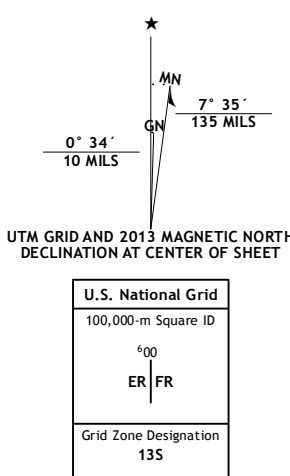 ★
MN
7° 35´
135 MILS
GN
0° 34´
10 MILS
UTM GRID AND 2013 MAGNETIC NORTH
DECLINATION AT CENTER OF SHEET
U.S. National Grid
100,000-m Square ID
⁶00
ER FR
Grid Zone Designation
13S